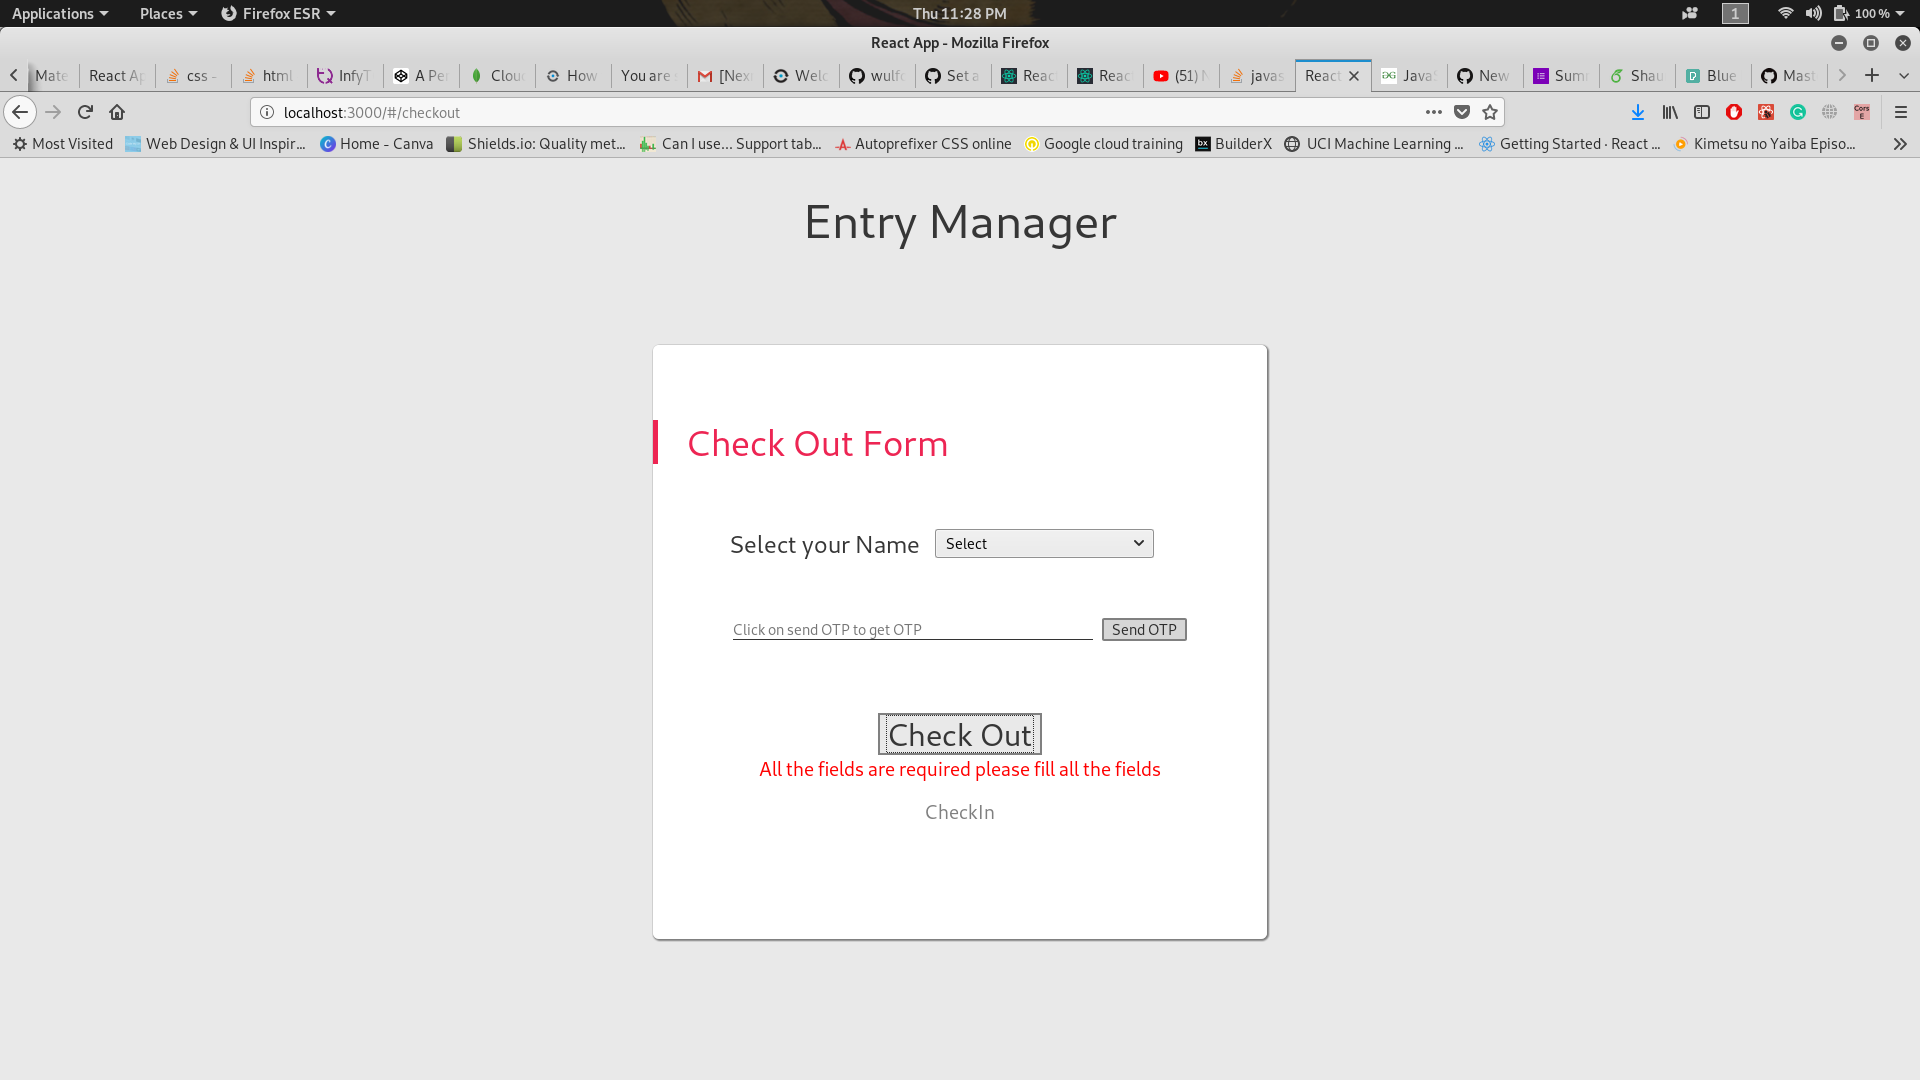 Applications Places Firefox ESR Thu 11:28 PM 1 100 %
React App - Mozilla Firefox
Mate React Ap css - html InfyT A Pe Clou How You are [Nex Welc wulf Set a Reac Reac (51) javas React JavaS New Sum Shau Blue Mast
localhost:3000/#/checkout
Most Visited Web Design & UI Inspir... Home - Canva Shields.io: Quality met... Can I use... Support tab... Autoprefixer CSS online Google cloud training BuilderX UCI Machine Learning ... Getting Started · React ... Kimetsu no Yaiba Episo...
Entry Manager
Check Out Form
Select your Name Select
Click on send OTP to get OTP Send OTP
Check Out
All the fields are required please fill all the fields
CheckIn